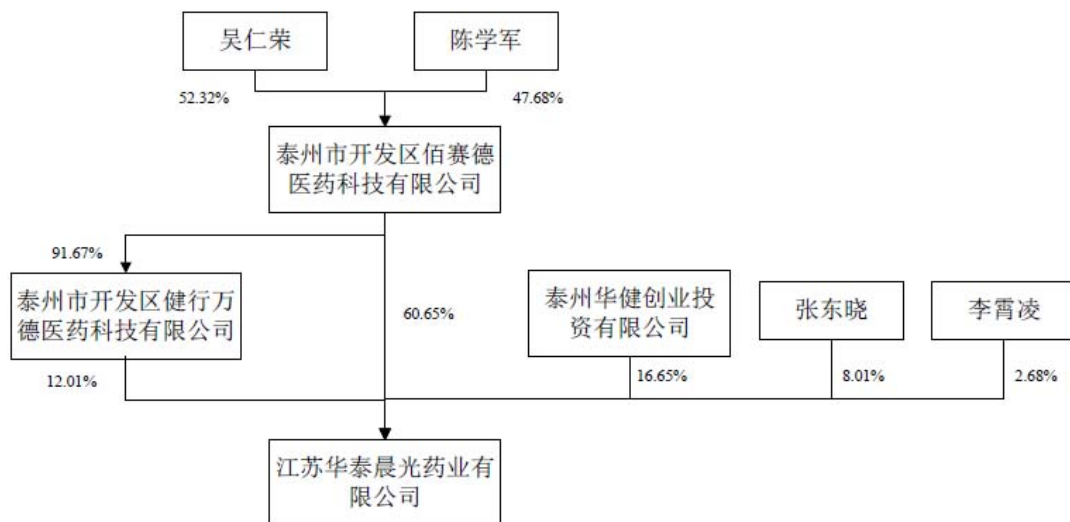 吴仁荣
陈学军
52.32%
47.68%
泰州市开发区佰赛德
医药科技有限公司
91.67%
泰州市开发区健行万
德医药科技有限公司
60.65%
泰州华健创业投
资有限公司
张东晓
李霄凌
12.01%
16.65%
8.01%
2.68%
江苏华泰晨光药业有
限公司